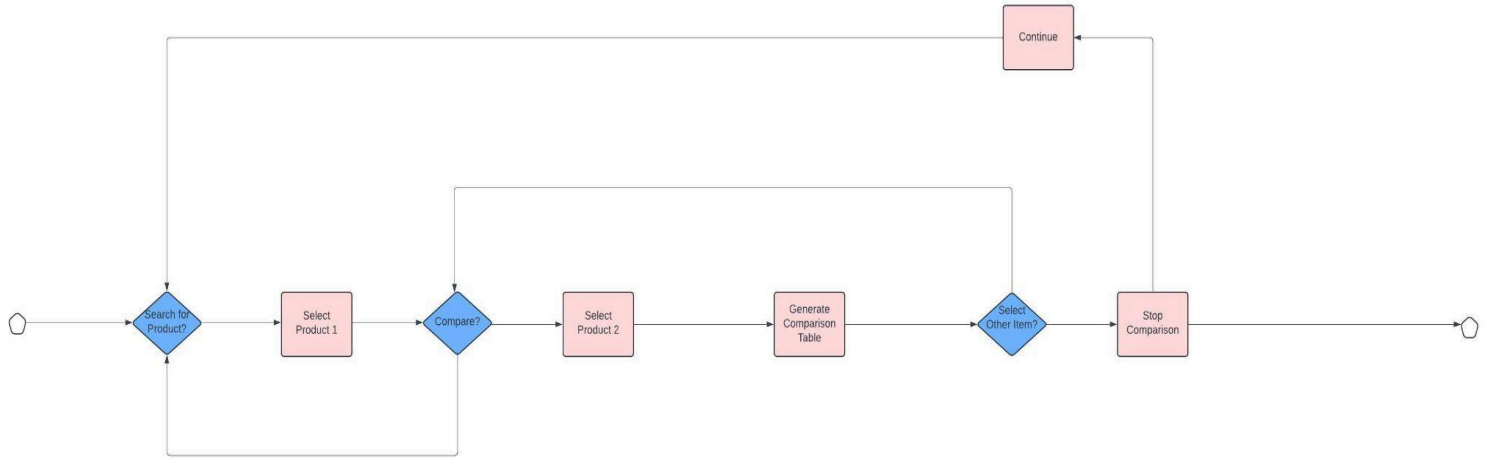 Continue
Search for
Product?
Select
Product 1
Compare?
Select
Product 2
Generate
Comparison
Table
Select
Other Item?
Stop
Comparison